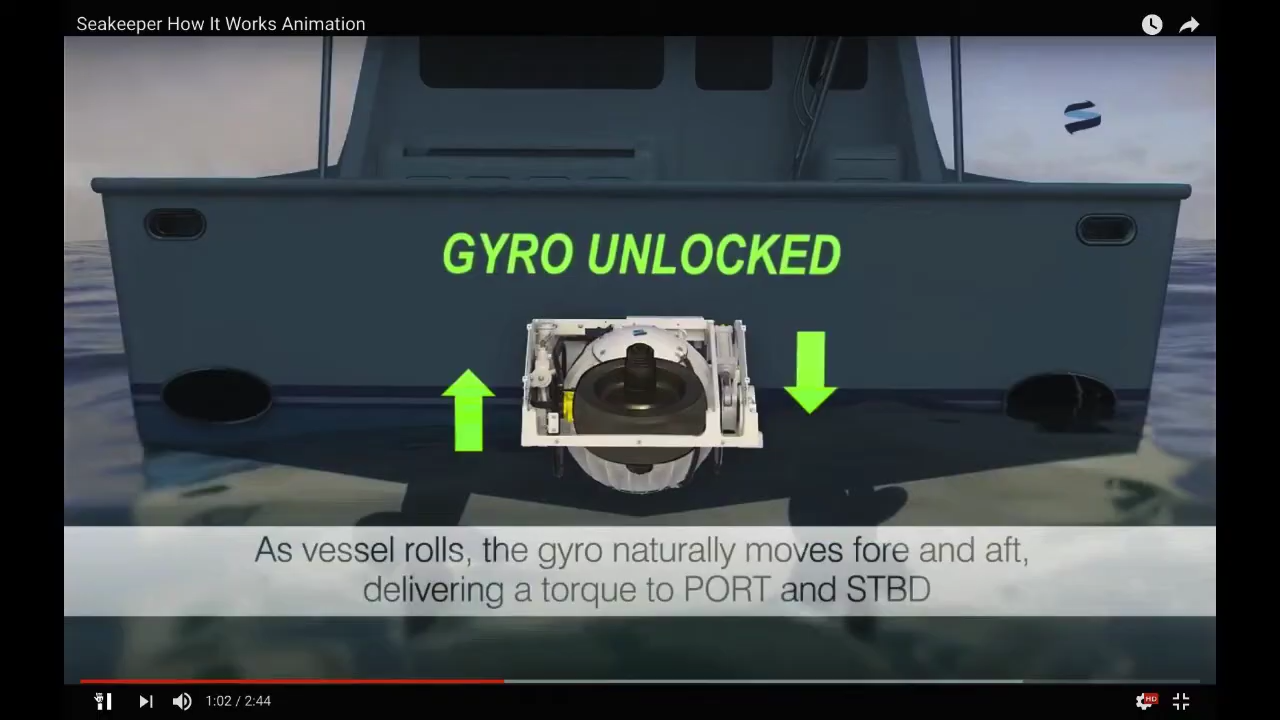 Seakeeper How It Works Animation
GYRO UNLOCKED
As vessel rolls, the gyro naturally moves fore and aft,
delivering a torque to PORT and STBD
1:02 / 2:44
HD